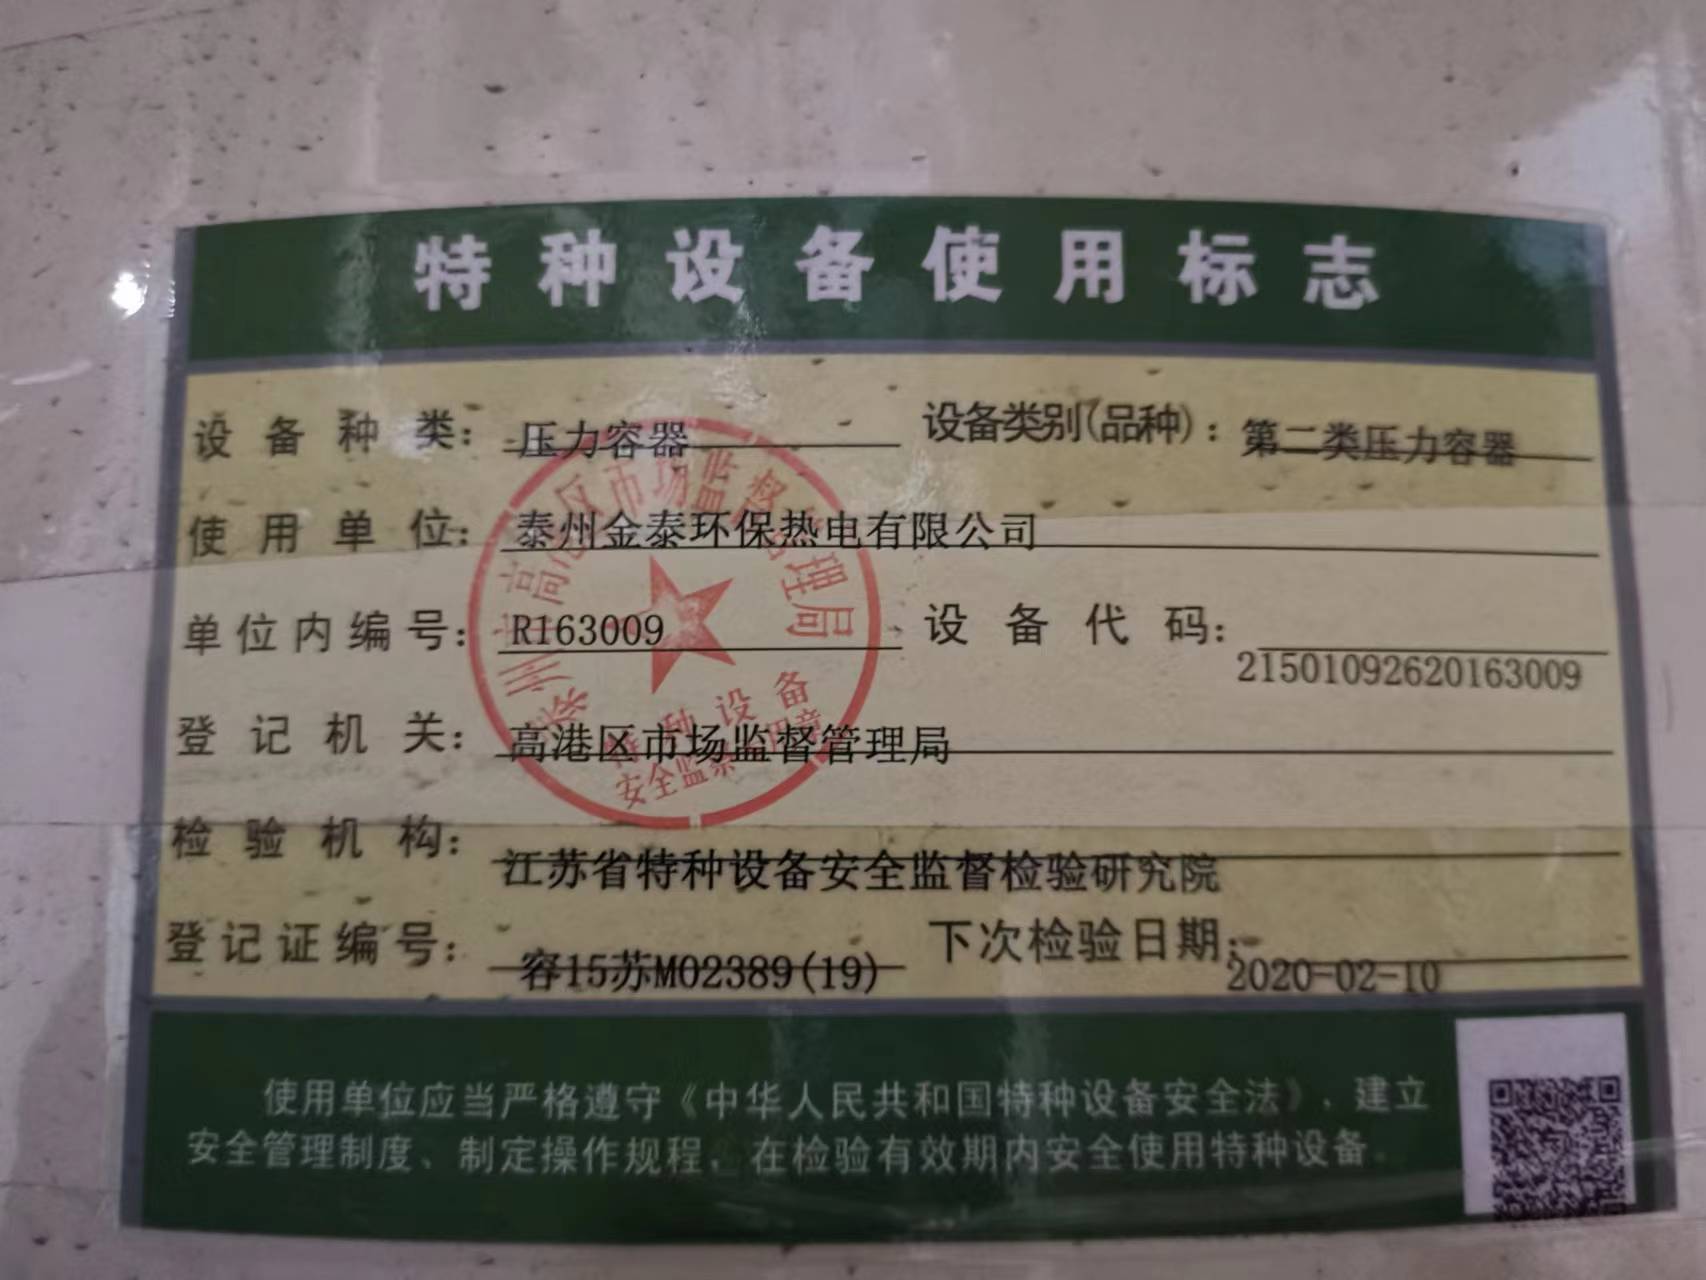 特种设备使用标志
设备种类：压力容器 设备类别(品种)：第二类压力容器
使用单位：泰州金泰环保热电有限公司
单位内编号：R163009 设备代码：21501092620163009
登记机关：高港区市场监督管理局
检验机构：江苏省特种设备安全监督检验研究院
登记证编号：容15苏M02389(19) 下次检验日期：2020-02-10
使用单位应当严格遵守《中华人民共和国特种设备安全法》，建立
安全管理制度、制定操作规程，在检验有效期内安全使用特种设备.